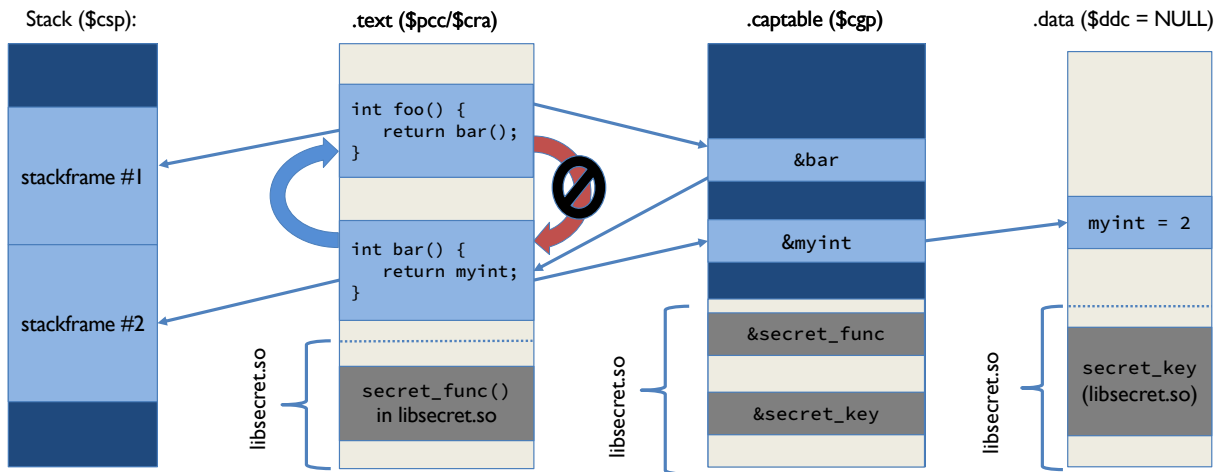 Stack ($csp):
.text ($pcc/$cra)
.captable ($cgp)
.data ($ddc = NULL)
stackframe #1
stackframe #2
int foo() {
return bar();
}
int bar() {
return myint;
}
libsecret.so
secret_func()
in libsecret.so
&bar
&myint
libsecret.so
&secret_func
&secret_key
myint = 2
libsecret.so
secret_key
(libsecret.so)